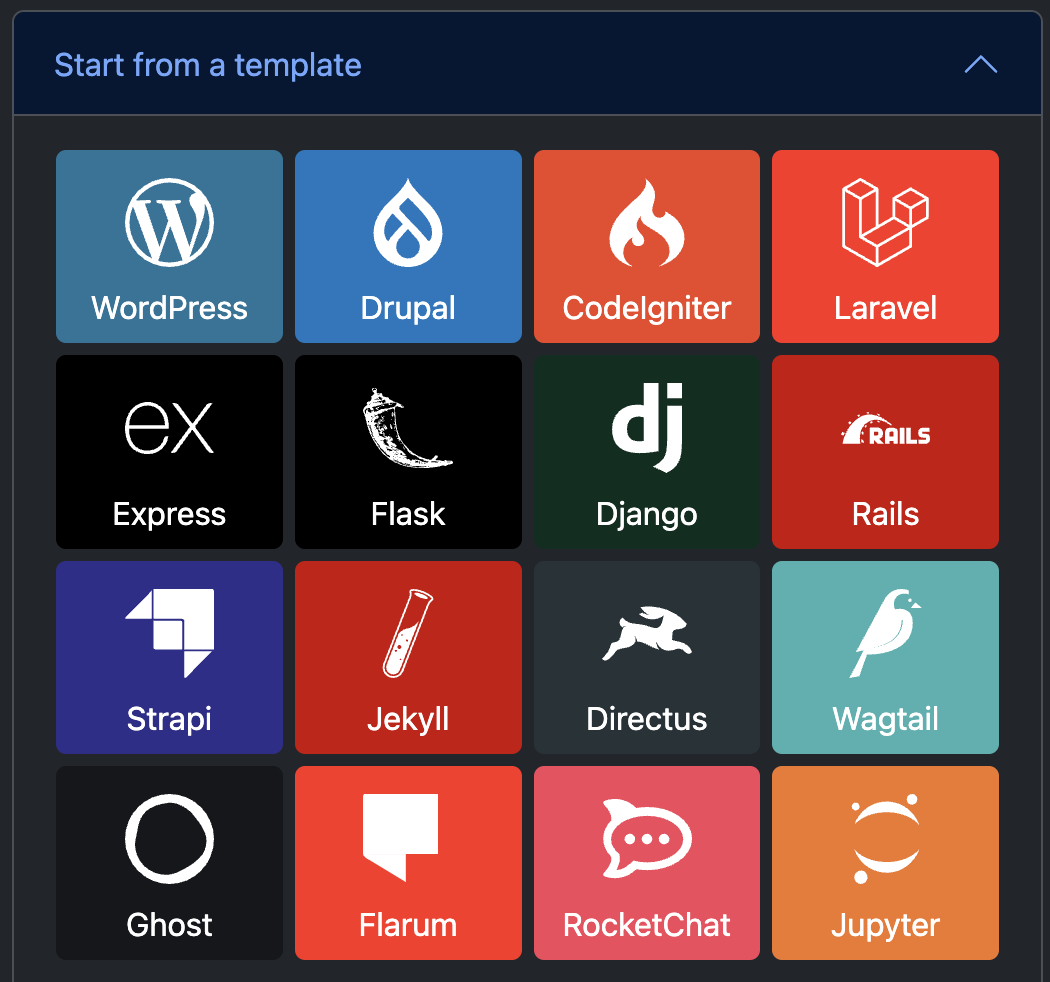 Start from a template
WordPress
Drupal
CodeIgniter
Laravel
ex
Express
Flask
dj
Django
RAILS
Rails
Strapi
Jekyll
Directus
Wagtail
Ghost
Flarum
RocketChat
Jupyter